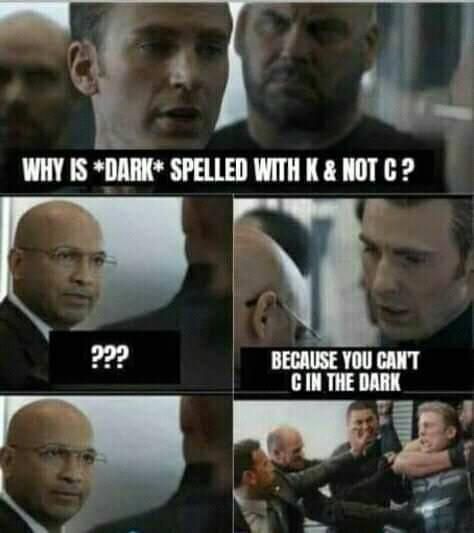 WHY IS *DARK* SPELLED WITH K & NOT C ?
???
BECAUSE YOU CAN'T
C IN THE DARK